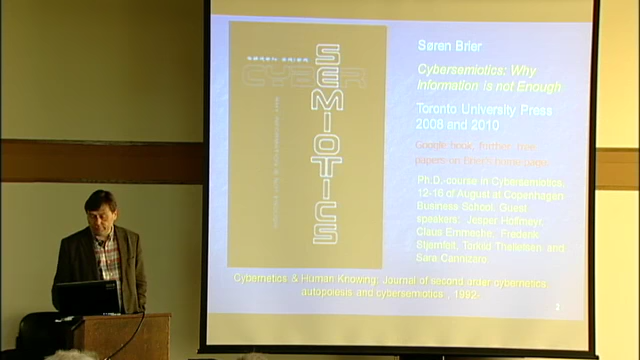 SØREN BRIER
CYBER
SEMIOTICS
Søren Brier
Cybersemiotics: Why
Information is not Enough
Toronto University Press
2008 and 2010
Google book, further free
papers on Brier's home page
Ph.D.-course in Cybersemiotics,
12-16 of August at Copenhagen
Business School. Guest
speakers: Jesper Hoffmeyr,
Claus Emmeche, Frederik
Stjernfelt, Torkild Thellefsen and
Sara Cannizaro
Cybernetics & Human Knowing: Journal of second order cybernetics,
autopoiesis and cybersemiotics , 1992-
2